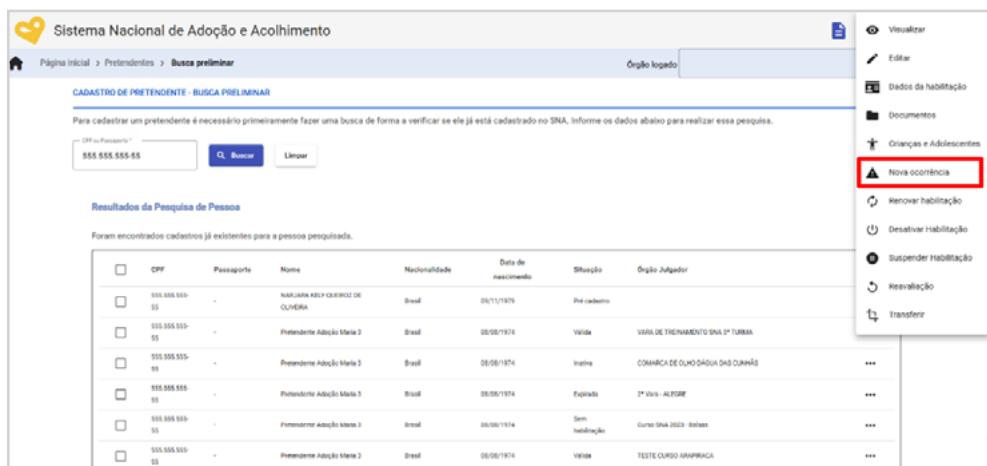 Sistema Nacional de Adoção e Acolhimento
Página inicial > Pretendentes > Busca preliminar
Órgão logado
CADASTRO DE PRETENDENTE - BUSCA PRELIMINAR
Para cadastrar um pretendente é necessário primeiramente fazer uma busca de forma a verificar se ele já está cadastrado no SNA. Informe os dados abaixo para realizar essa pesquisa.
CPF ou Passaporte *
555.555.555-55
Buscar
Limpar
Resultados da Pesquisa de Pessoa
Foram encontrados cadastros já existentes para a pessoa pesquisada.
CPF Passaporte Nome Nacionalidade Data de nascimento Situação Órgão Julgador
555.555.555-55 - NARJARA KELY QUEIROZ DE OLIVEIRA Brasil 09/11/1979 Pré cadastro
555.555.555-55 - Pretendente Adoção Maria 3 Brasil 08/08/1974 Válida VARA DE TREINAMENTO SNA 3ª TURMA
555.555.555-55 - Pretendente Adoção Maria 3 Brasil 08/08/1974 Inativa COMARCA DE OLHO DÁGUA DAS CUNHÃS
555.555.555-55 - Pretendente Adoção Maria 3 Brasil 08/08/1974 Expirada 2ª Vara - ALEGRE
555.555.555-55 - Pretendente Adoção Maria 3 Brasil 08/08/1974 Sem habilitação Curso SNA 2023 - Balsas
555.555.555-55 - Pretendente Adoção Maria 3 Brasil 08/08/1974 Válida TESTE CURSO ARAPIRACA
Visualizar
Editar
Dados da habilitação
Documentos
Crianças e Adolescentes
Nova ocorrência
Renovar habilitação
Desativar Habilitação
Suspender Habilitação
Reavaliação
Transferir